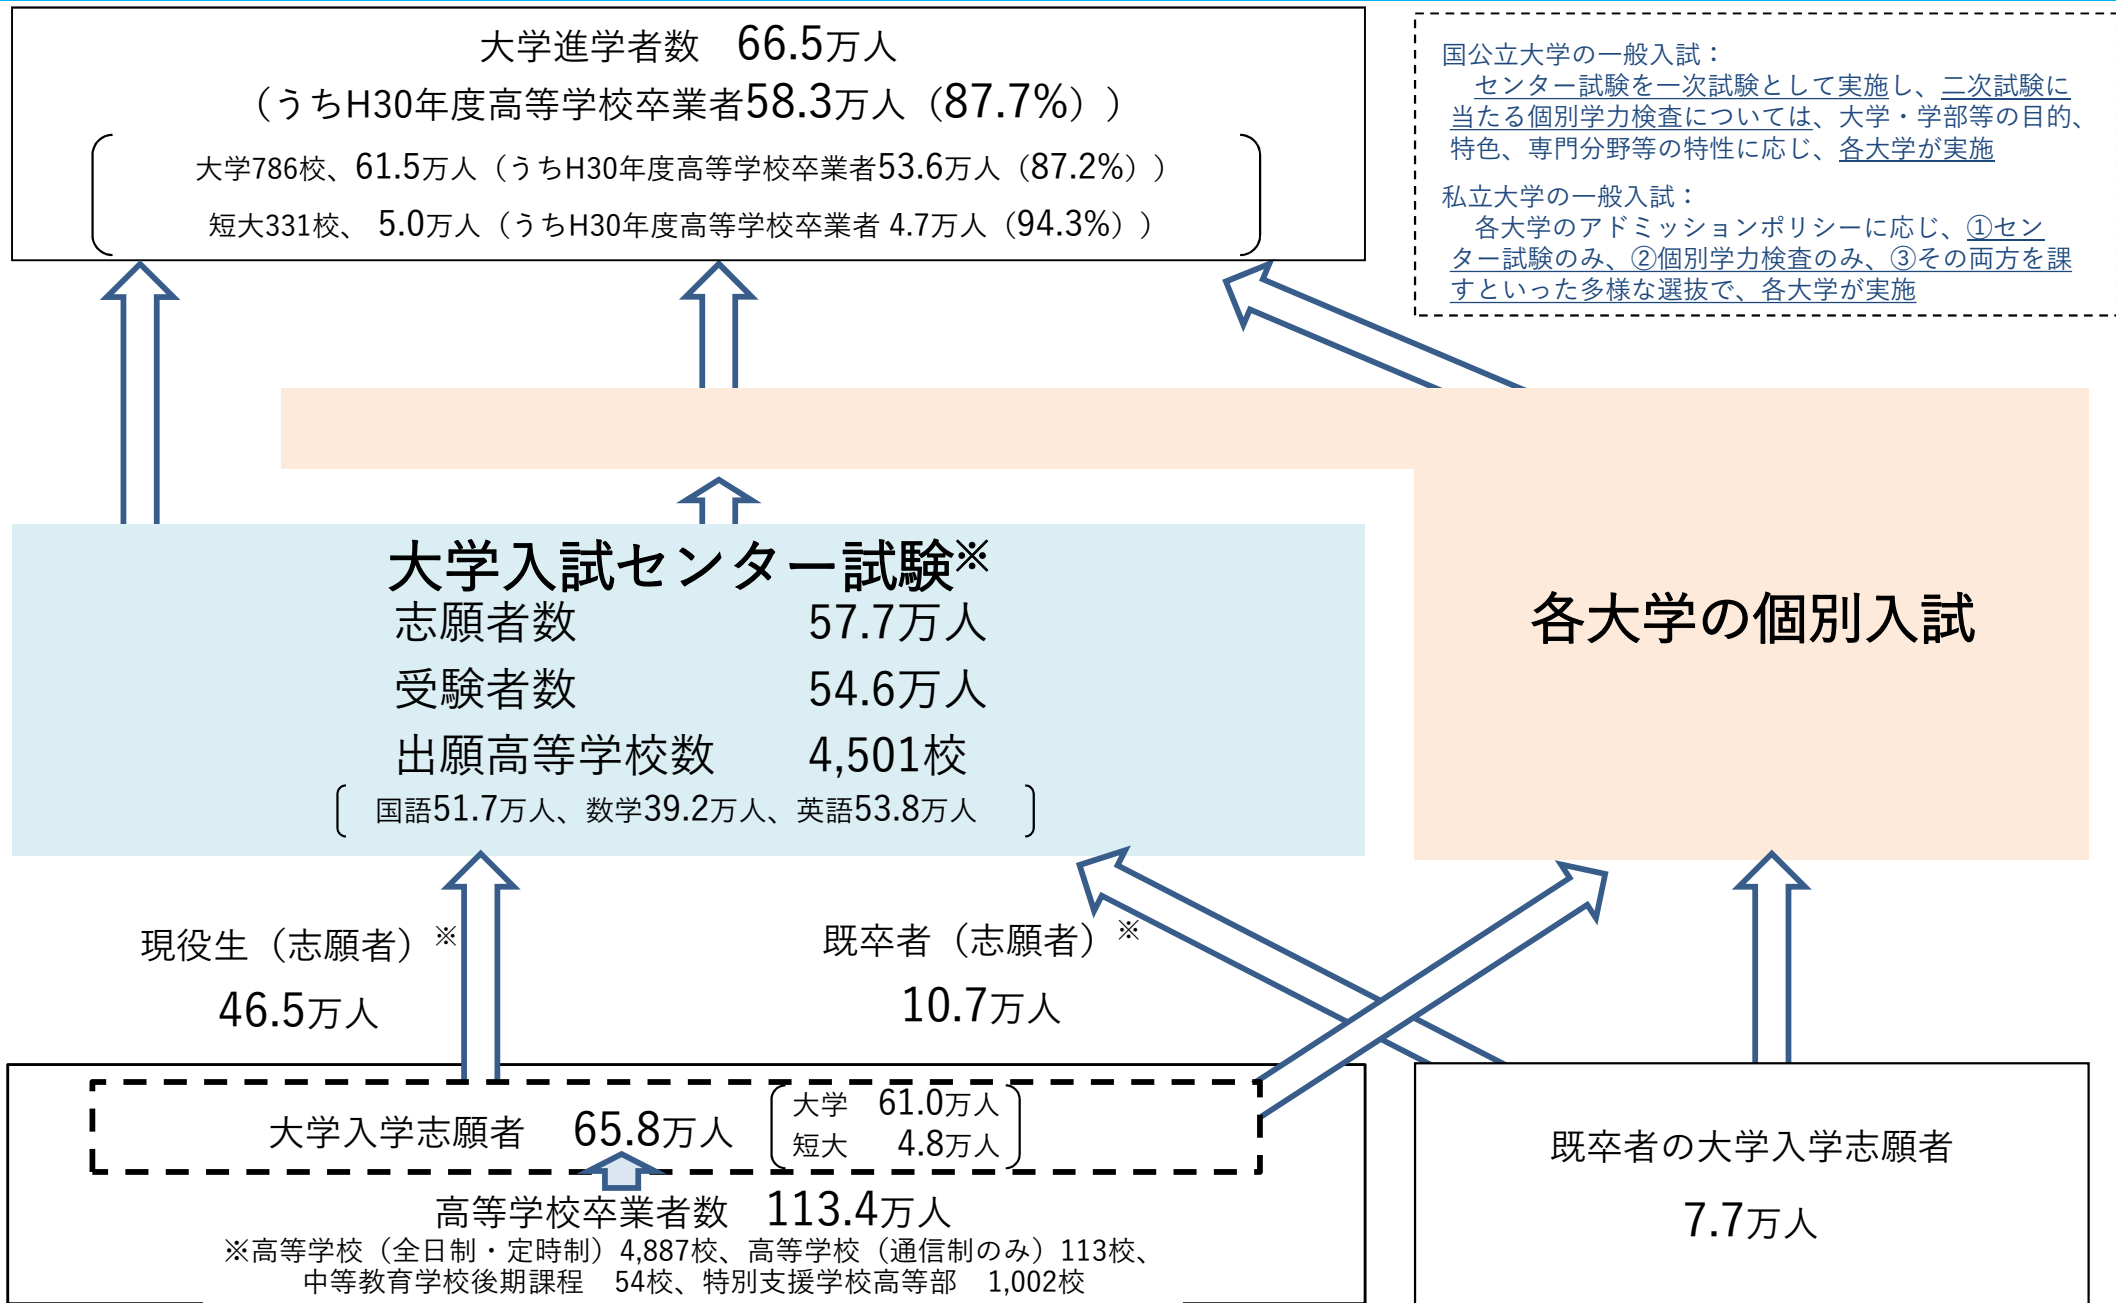 大学進学者数　66.5万人
（うちH30年度高等学校卒業者58.3万人（87.7%））
大学786校、61.5万人（うちH30年度高等学校卒業者53.6万人（87.2%））
短大331校、 5.0万人（うちH30年度高等学校卒業者 4.7万人（94.3%））
国公立大学の一般入試：
センター試験を一次試験として実施し、二次試験に
当たる個別学力検査については、大学・学部等の目的、
特色、専門分野等の特性に応じ、各大学が実施
私立大学の一般入試：
各大学のアドミッションポリシーに応じ、①セン
ター試験のみ、②個別学力検査のみ、③その両方を課
すといった多様な選抜で、各大学が実施
大学入試センター試験※
志願者数　57.7万人
受験者数　54.6万人
出願高等学校数　4,501校
国語51.7万人、数学39.2万人、英語53.8万人
各大学の個別入試
現役生（志願者）※
46.5万人
既卒者（志願者）※
10.7万人
大学入学志願者　65.8万人
大学　61.0万人
短大　4.8万人
高等学校卒業者数　113.4万人
※高等学校（全日制・定時制）4,887校、高等学校（通信制のみ）113校、
中等教育学校後期課程　54校、特別支援学校高等部　1,002校
既卒者の大学入学志願者
7.7万人